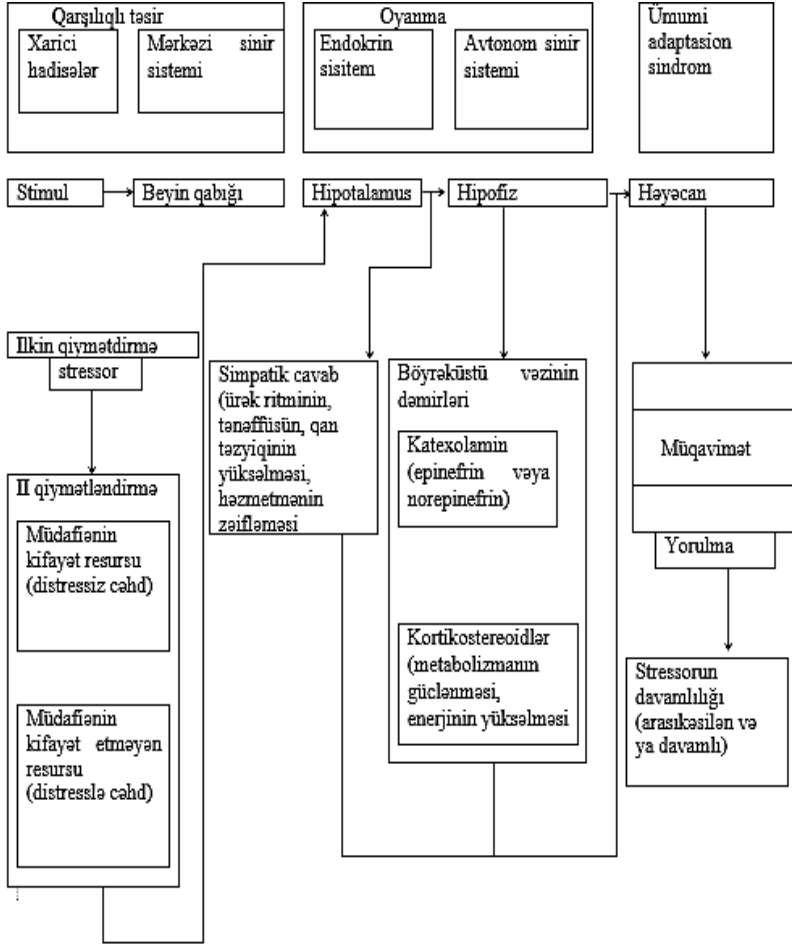 Qarşılıqlı təsir
Xarici
hadisələr
Mərkəzi sinir
sistemi
Oyanma
Endokrin
sisitem
Avtonom sinir
sistemi
Ümumi
adaptasion
sindrom
Stimul
Beyin qabığı
Hipotalamus
Hipofiz
Həyəcan
Ilkin qiymətdirmə
stressor
II qiymətləndirmə
Müdafiənin
kifayət resursu
(distressiz cəhd)
Müdafiənin
kifayət etməyən
resursu
(distresslə cəhd)
Simpatik cavab
(ürək ritminin,
tənəffüsün, qan
təzyiqinin
yüksəlməsi,
həzmetmənin
zəifləməsi
Böyrəküstü vəzinin
dəmirləri
Katexolamin
(epinefrin vəya
norepinefrin)
Kortikostereoidlər
(metabolizmanın
güclənməsi,
enerjinin yüksəlməsi
Müqavimət
Yorulma
Stressorun
davamlılığı
(arasıkəsilən və
ya davamlı)